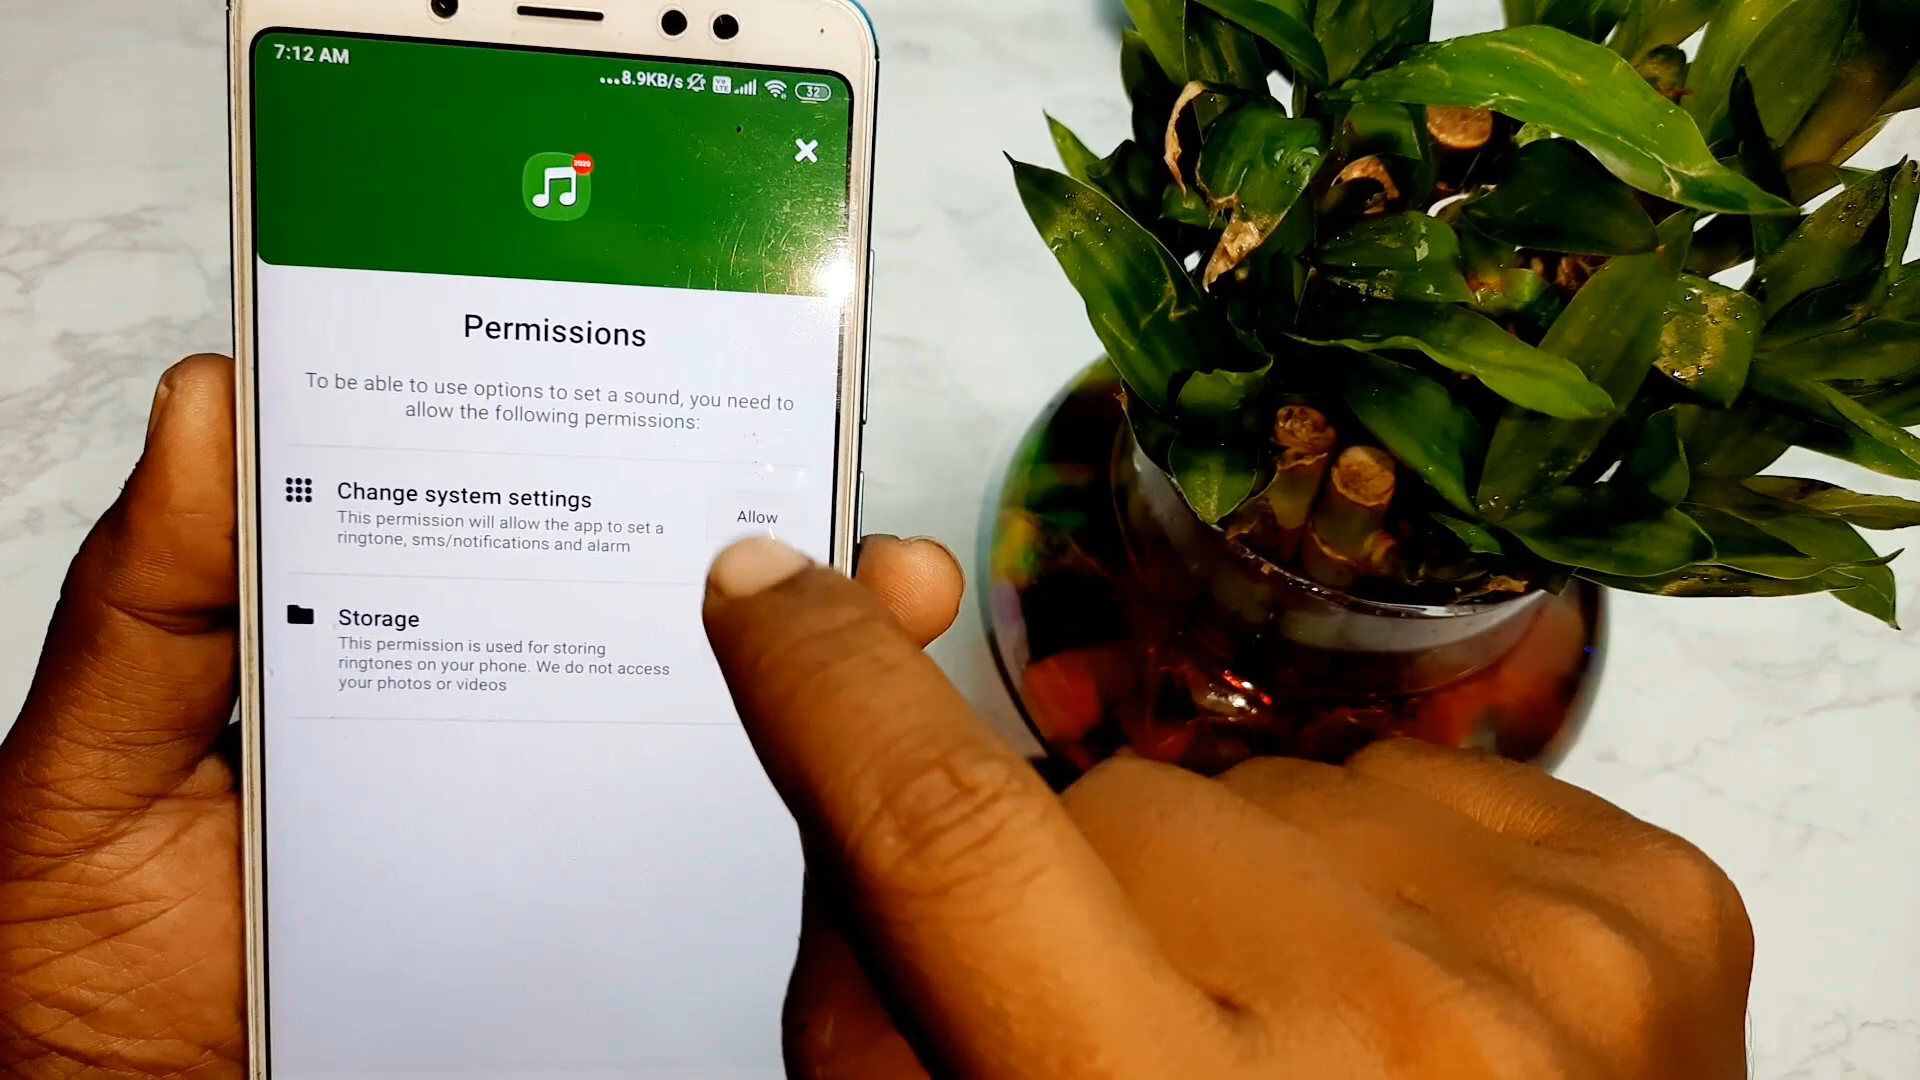 7:12 AM
...8.9KB/s Vo LTE 32
2020
Permissions
To be able to use options to set a sound, you need to
allow the following permissions:
Change system settings
This permission will allow the app to set a
ringtone, sms/notifications and alarm
Allow
Storage
This permission is used for storing
ringtones on your phone. We do not access
your photos or videos